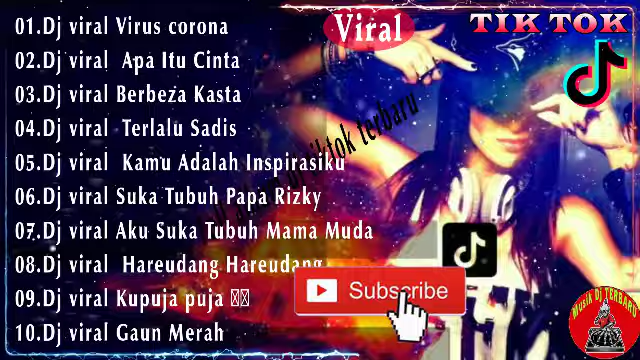 01.Dj viral Virus corona
02.Dj viral Apa Itu Cinta
03.Dj viral Berbeza Kasta
04.Dj viral Terlalu Sadis
05.Dj viral Kamu Adalah Inspirasiku
06.Dj viral Suka Tubuh Papa Rizky
07.Dj viral Aku Suka Tubuh Mama Muda
08.Dj viral Hareudang Hareudang
09.Dj viral Kupuja puja
10.Dj viral Gaun Merah
Viral
TIK TOK
tiktok terbaru
Subscribe
Musik Dj TERBARU